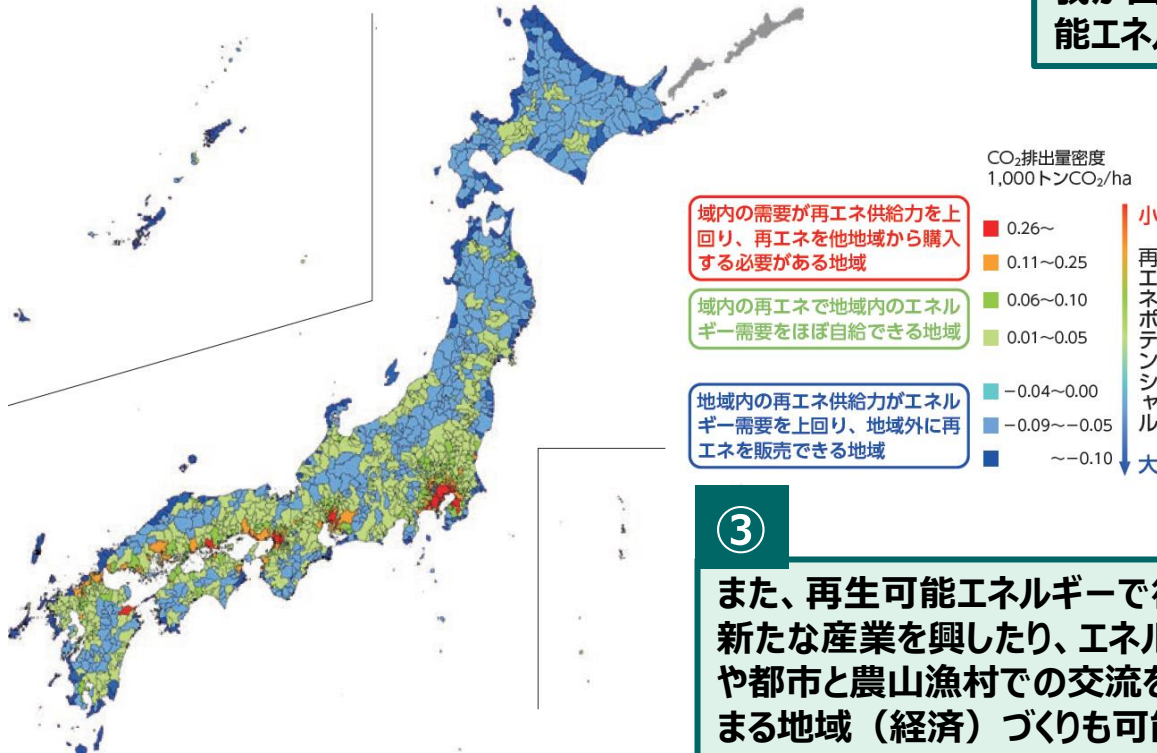 能エネ
CO₂排出量密度
1,000トンCO₂/ha
域内の需要が再エネ供給力を上
回り、再エネを他地域から購入
する必要がある地域
域内の再エネで地域内のエネル
ギー需要をほぼ自給できる地域
地域内の再エネ供給力がエネル
ギー需要を上回り、地域外に再
エネを販売できる地域
0.26~
0.11~0.25
0.06~0.10
0.01~0.05
−0.04~0.00
−0.09~−0.05
~−0.10
小
再エネポテンシャル
大
③
また、再生可能エネルギーで
新たな産業を興したり、エネル
や都市と農山漁村での交流を
まる地域（経済）づくりも可能